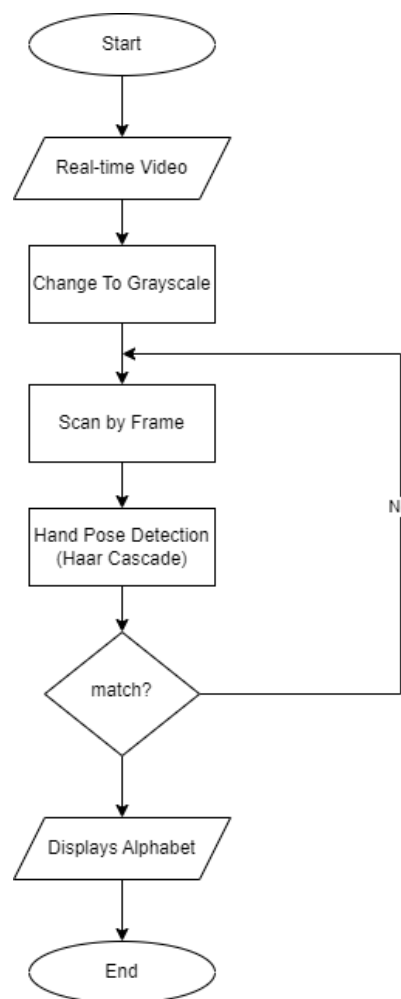 Start
Real-time Video
Change To Grayscale
Scan by Frame
Hand Pose Detection
(Haar Cascade)
N
match?
Displays Alphabet
End